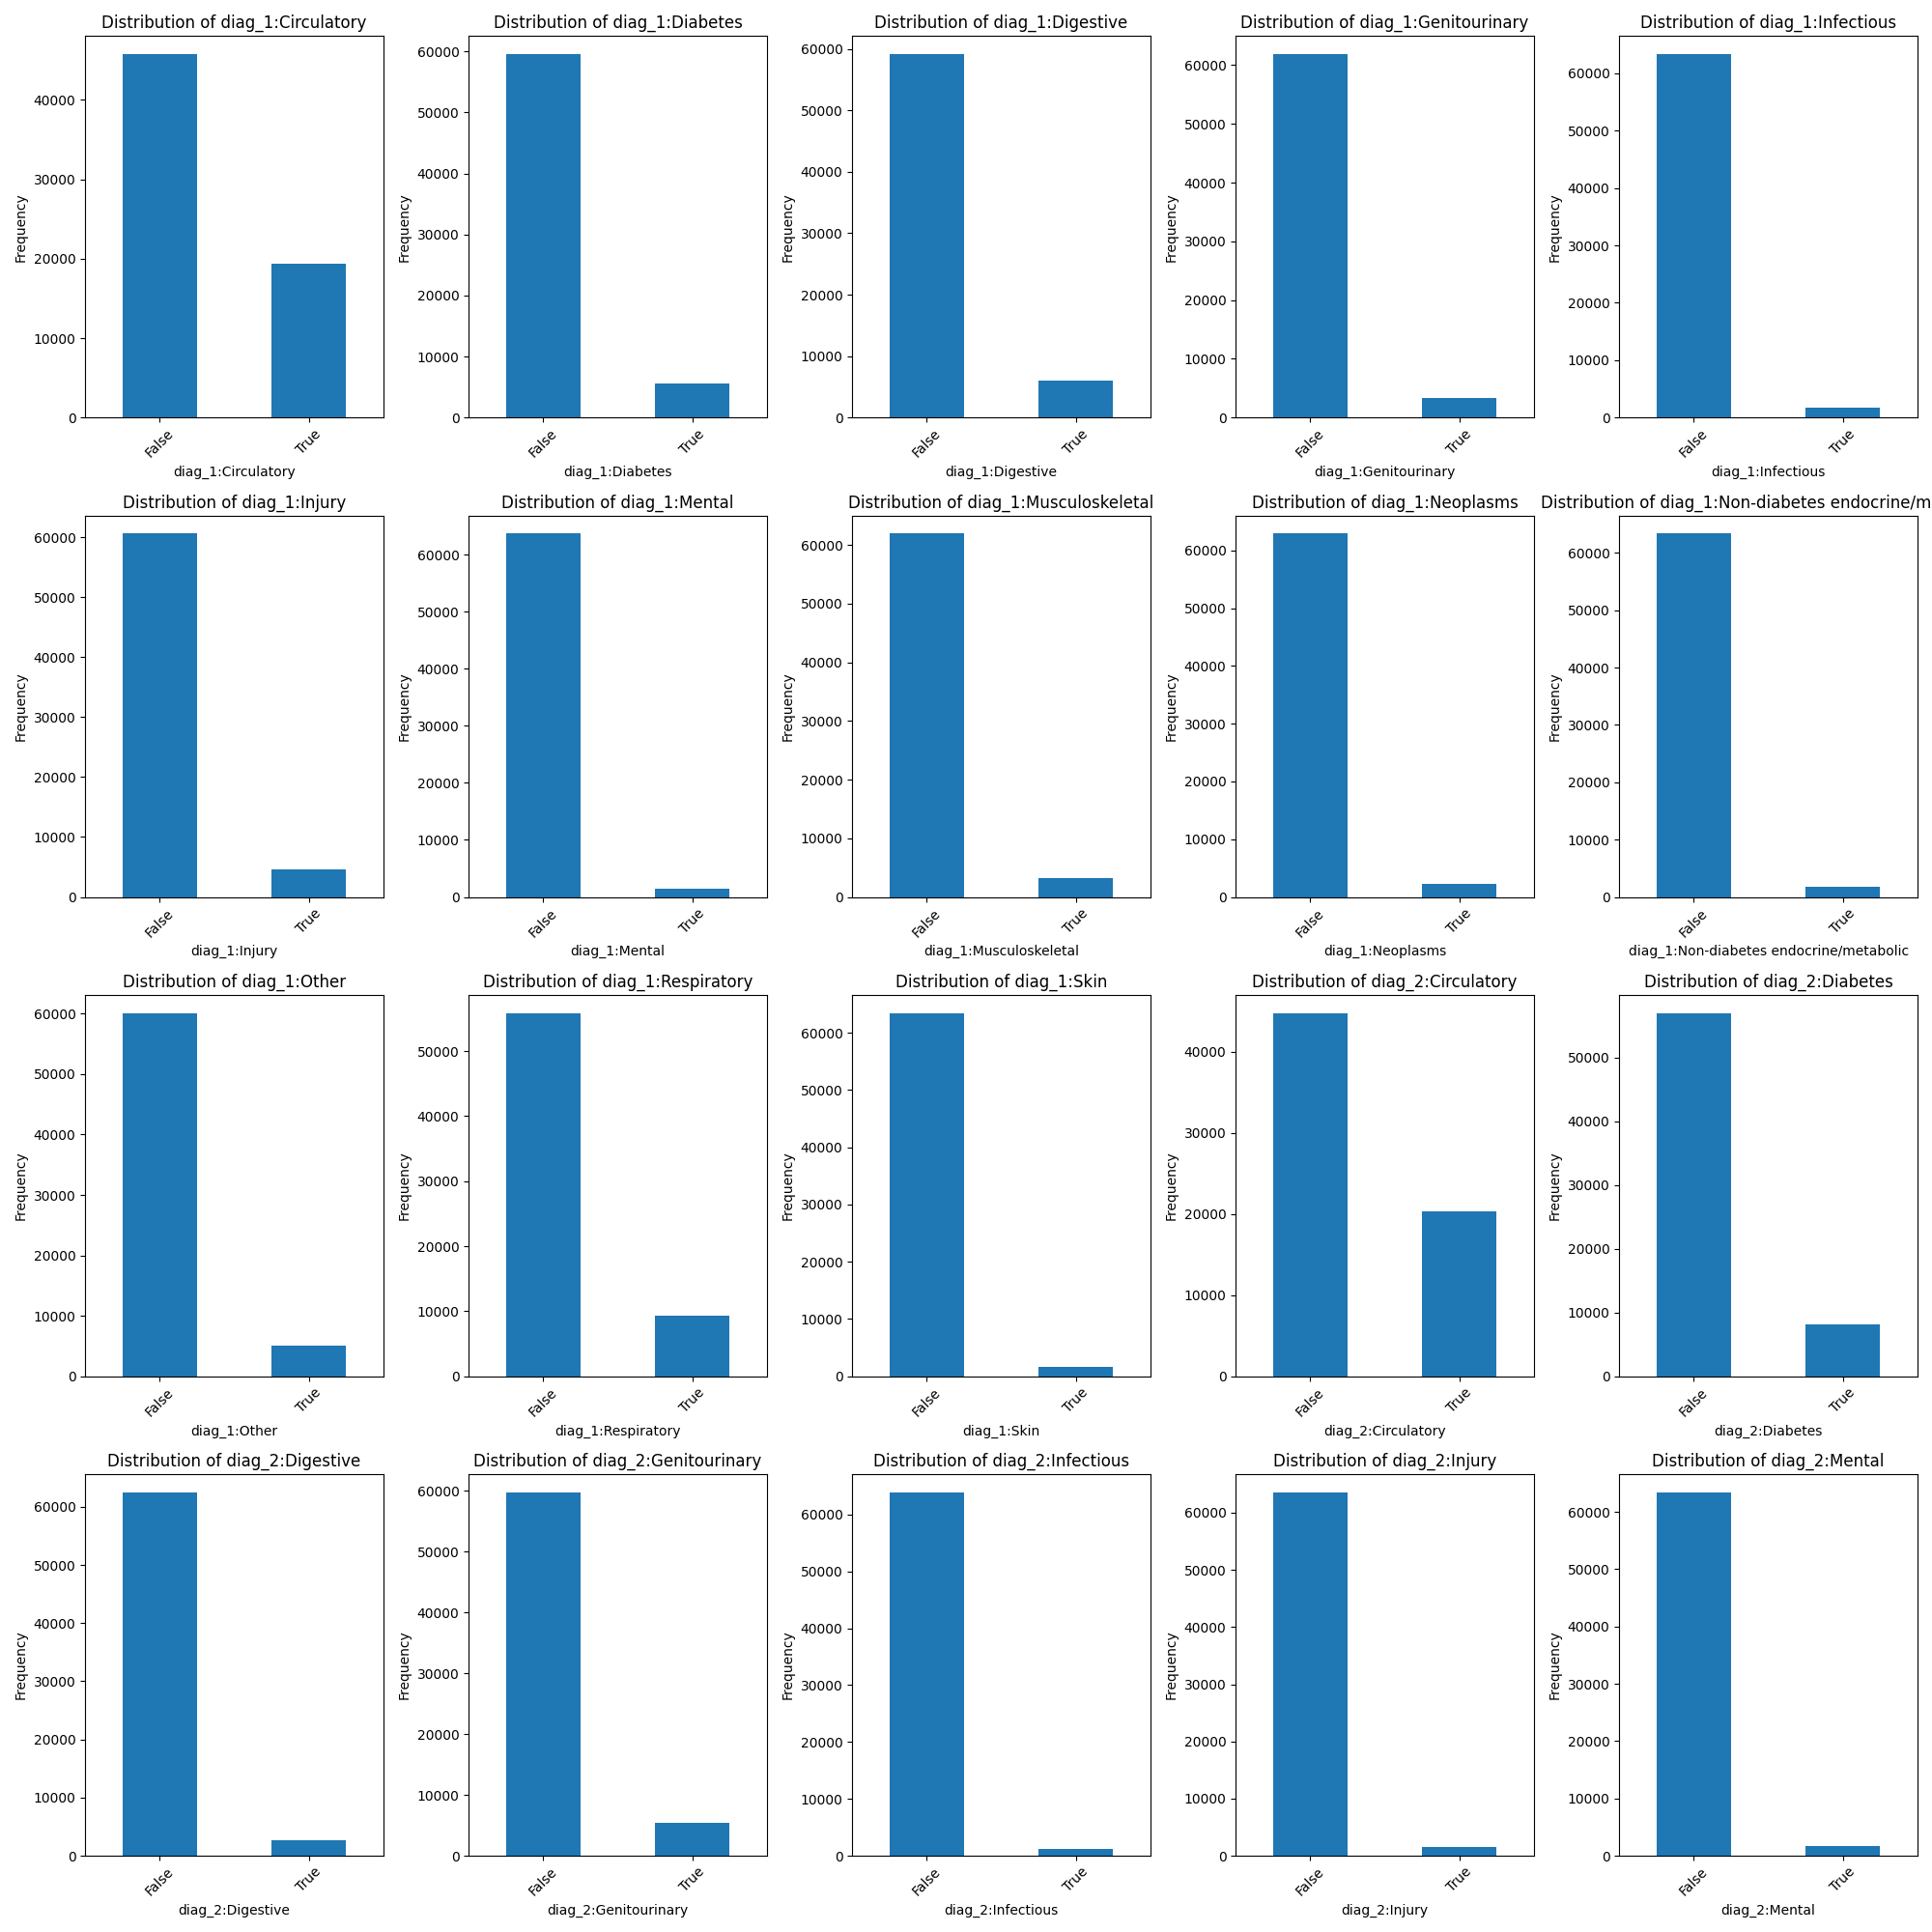 Distribution of diag_1:Circulatory
Frequency
40000
30000
20000
10000
0
False
True
diag_1:Circulatory
Distribution of diag_1:Diabetes
Frequency
60000
50000
40000
30000
20000
10000
0
False
True
diag_1:Diabetes
Distribution of diag_1:Digestive
Frequency
60000
50000
40000
30000
20000
10000
0
False
True
diag_1:Digestive
Distribution of diag_1:Genitourinary
Frequency
60000
50000
40000
30000
20000
10000
0
False
True
diag_1:Genitourinary
Distribution of diag_1:Infectious
Frequency
60000
50000
40000
30000
20000
10000
0
False
True
diag_1:Infectious
Distribution of diag_1:Injury
Frequency
60000
50000
40000
30000
20000
10000
0
False
True
diag_1:Injury
Distribution of diag_1:Mental
Frequency
60000
50000
40000
30000
20000
10000
0
False
True
diag_1:Mental
Distribution of diag_1:Musculoskeletal
Frequency
60000
50000
40000
30000
20000
10000
0
False
True
diag_1:Musculoskeletal
Distribution of diag_1:Neoplasms
Frequency
60000
50000
40000
30000
20000
10000
0
False
True
diag_1:Neoplasms
Distribution of diag_1:Non-diabetes endocrine/m
Frequency
60000
50000
40000
30000
20000
10000
0
False
True
diag_1:Non-diabetes endocrine/metabolic
Distribution of diag_1:Other
Frequency
60000
50000
40000
30000
20000
10000
0
False
True
diag_1:Other
Distribution of diag_1:Respiratory
Frequency
50000
40000
30000
20000
10000
0
False
True
diag_1:Respiratory
Distribution of diag_1:Skin
Frequency
60000
50000
40000
30000
20000
10000
0
False
True
diag_1:Skin
Distribution of diag_2:Circulatory
Frequency
40000
30000
20000
10000
0
False
True
diag_2:Circulatory
Distribution of diag_2:Diabetes
Frequency
50000
40000
30000
20000
10000
0
False
True
diag_2:Diabetes
Distribution of diag_2:Digestive
Frequency
60000
50000
40000
30000
20000
10000
0
False
True
diag_2:Digestive
Distribution of diag_2:Genitourinary
Frequency
60000
50000
40000
30000
20000
10000
0
False
True
diag_2:Genitourinary
Distribution of diag_2:Infectious
Frequency
60000
50000
40000
30000
20000
10000
0
False
True
diag_2:Infectious
Distribution of diag_2:Injury
Frequency
60000
50000
40000
30000
20000
10000
0
False
True
diag_2:Injury
Distribution of diag_2:Mental
Frequency
60000
50000
40000
30000
20000
10000
0
False
True
diag_2:Mental